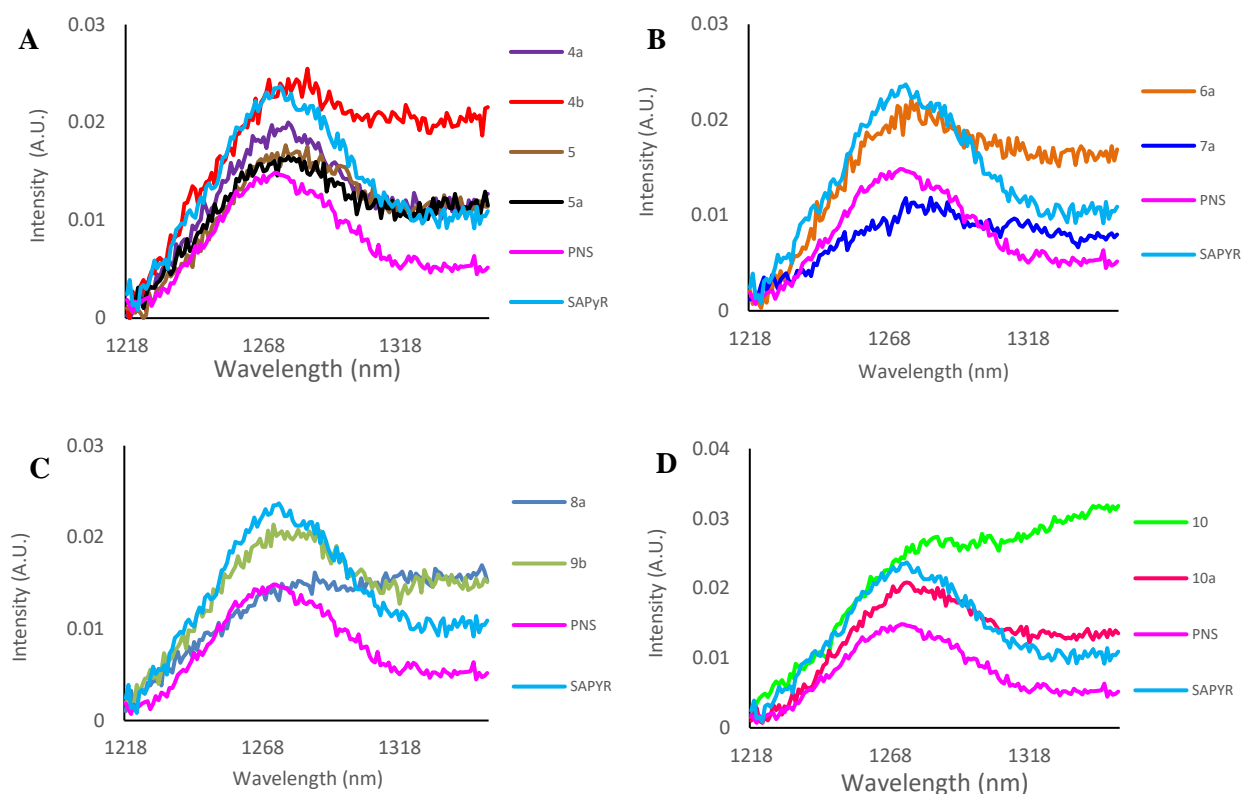 A
Intensity (A.U.)
0.03
0.02
0.01
0
1218
1268
1318
Wavelength (nm)
4a
4b
5
5a
PNS
SAPyR
B
Intensity (A.U.)
0.03
0.02
0.01
0
1218
1268
1318
Wavelength (nm)
6a
7a
PNS
SAPYR
C
Intensity (A.U.)
0.03
0.02
0.01
0
1218
1268
1318
Wavelength (nm)
8a
9b
PNS
SAPYR
D
Intensity (A.U.)
0.04
0.03
0.02
0.01
0
1218
1268
1318
Wavelength (nm)
10
10a
PNS
SAPYR